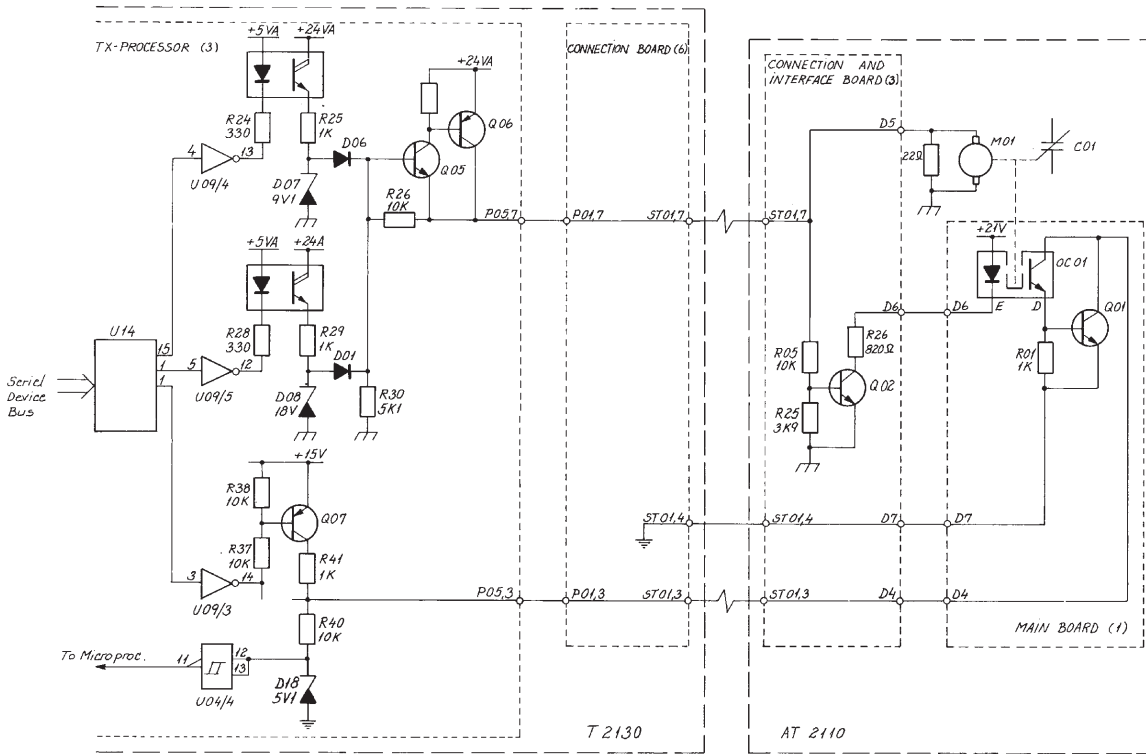 TX-PROCESSOR (3)
+5VA
+24VA
CONNECTION BOARD (6)
CONNECTION AND
INTERFACE BOARD (3)
+24VA
R24
330
R25
1K
D06
Q06
Q05
D5
22Ω
M01
C01
4
13
U09/4
D07
9V1
R26
10K
P05,7
P01,7
ST01,7
ST01,7
+5VA
+24A
+21V
OC01
E
D
U14
R28
330
R29
1K
D01
D6
D6
R26
820Ω
Q01
R01
1K
R05
10K
Q02
R25
3K9
15
1
1
5
12
U09/5
D08
18V
R30
5K1
Serial
Device
Bus
+15V
R38
10K
Q07
R37
10K
R41
1K
ST01,4
ST01,4
D7
D7
3
14
U09/3
P05,3
P01,3
ST01,3
ST01,3
D4
D4
R40
10K
MAIN BOARD (1)
To Microproc.
11
12
13
U04/4
D18
5V1
T 2130
AT 2110